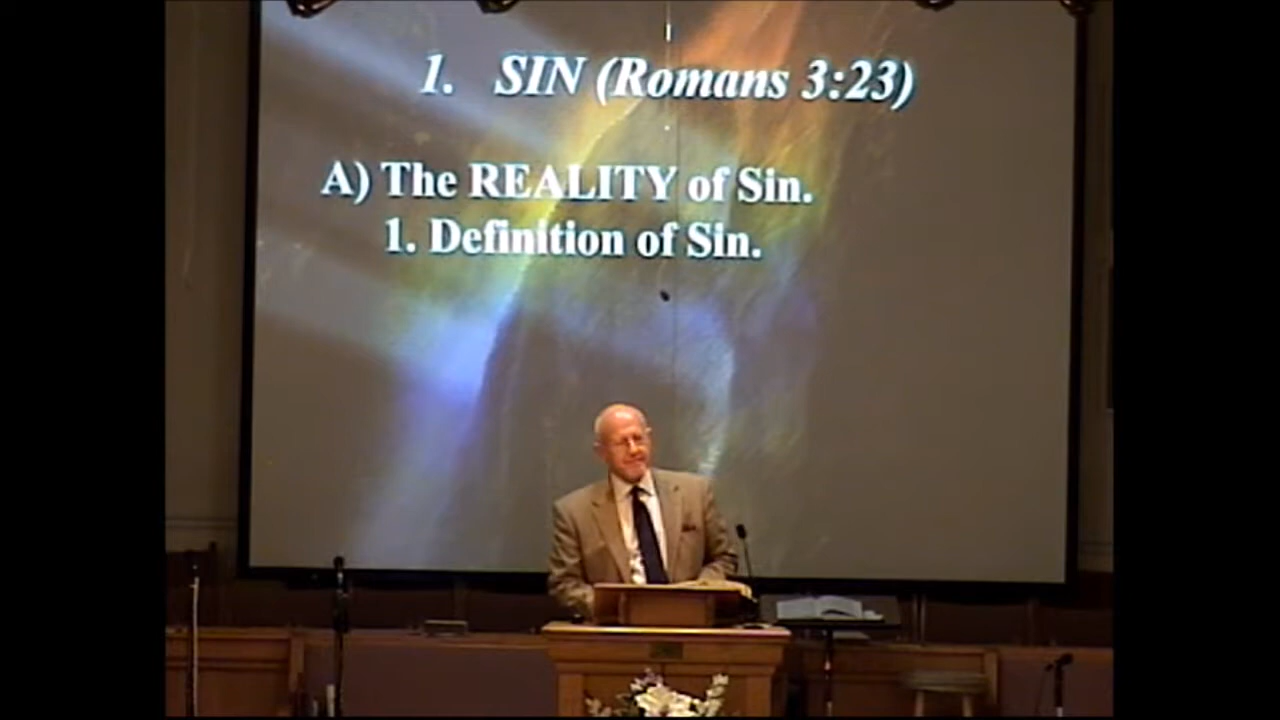 1. SIN (Romans 3:23)
A) The REALITY of Sin.
1. Definition of Sin.